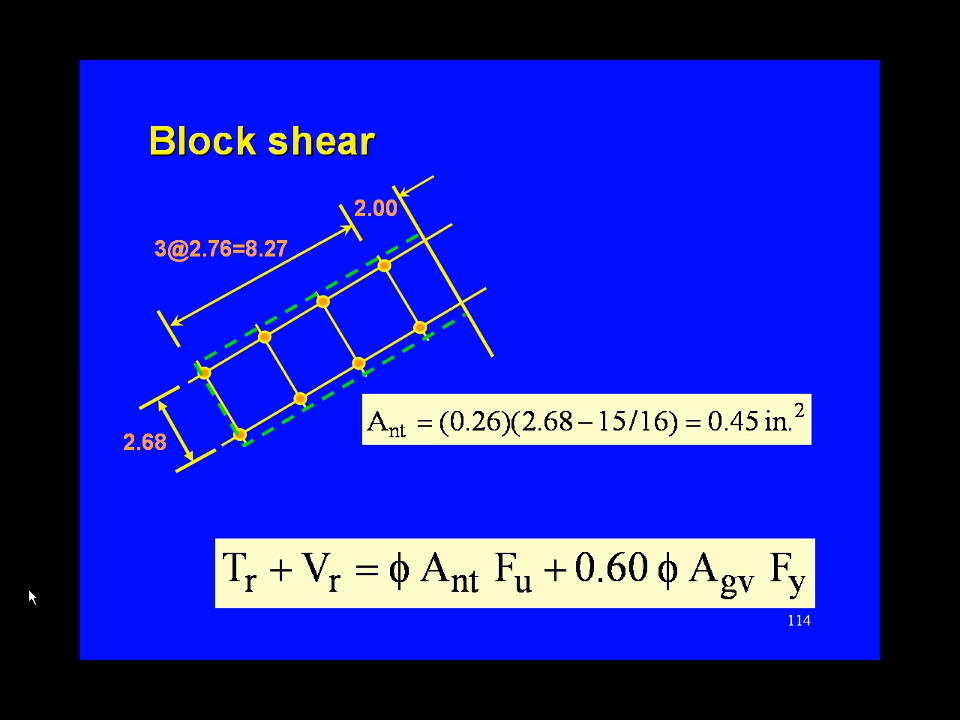 Block shear
2.00
3@2.76=8.27
A_nt = (0.26)(2.68 − 15/16) = 0.45 in.²
2.68
T_r + V_r = ϕ A_nt F_u + 0.60 ϕ A_gv F_y
114